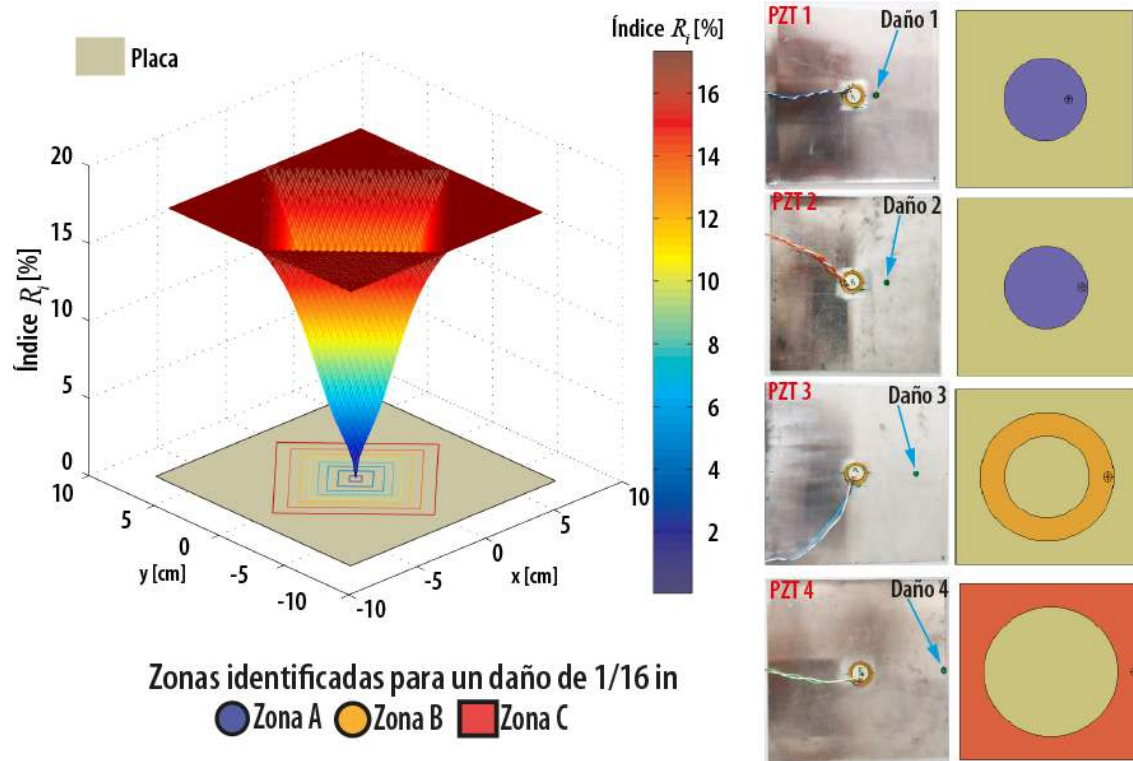 Placa
Índice R_i [%]
20
15
10
5
0
Índice R_i [%]
10
5
0
-5
-10
y [cm]
-10
-5
0
5
10
x [cm]
16
14
12
10
8
6
4
2
Zonas identificadas para un daño de 1/16 in
Zona A Zona B Zona C
PZT 1 Daño 1
PZT 2 Daño 2
PZT 3 Daño 3
PZT 4 Daño 4